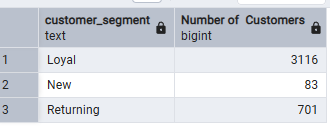 customer_segment Number of Customers
text bigint
1 Loyal 3116
2 New 83
3 Returning 701